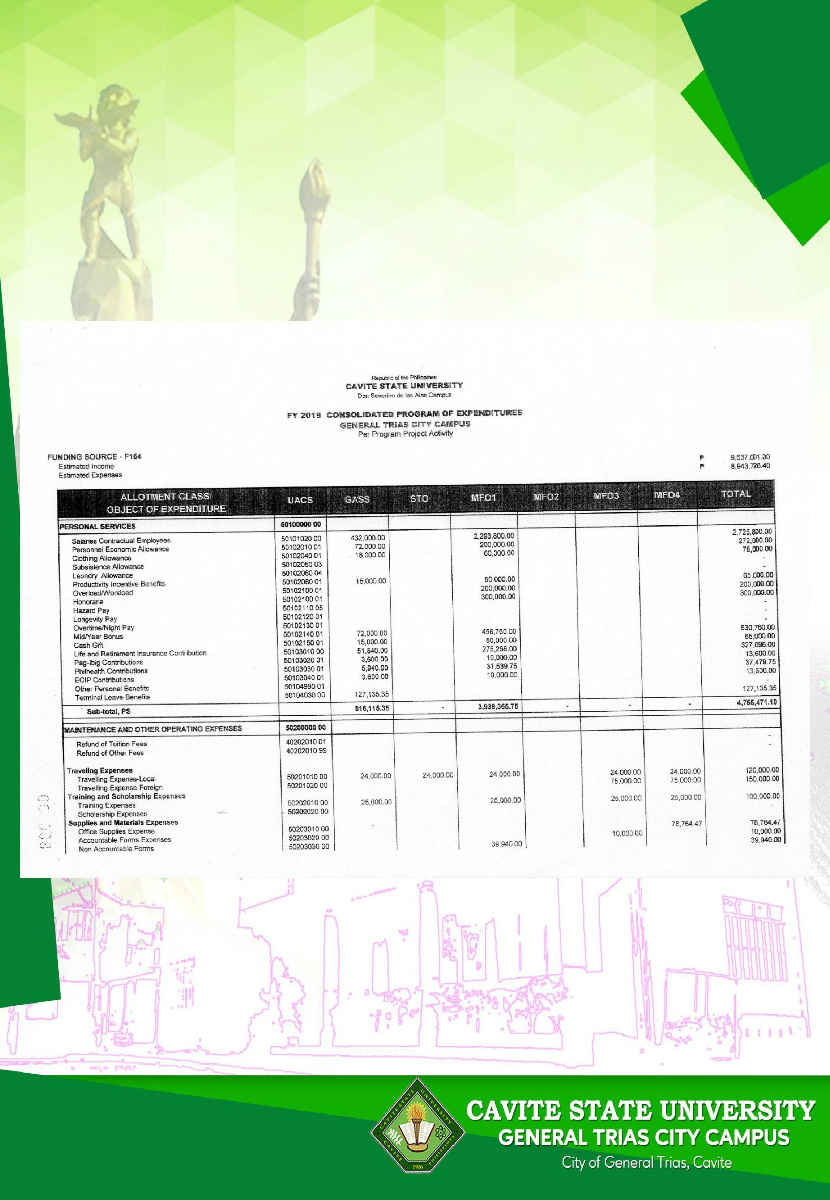 Republic of the Philippines
CAVITE STATE UNIVERSITY
Don Severino de las Alas Campus
FY 2019 CONSOLIDATED PROGRAM OF EXPENDITURES
GENERAL TRIAS CITY CAMPUS
Per Program Project Activity
FUNDING SOURCE - F164
Estimated Income ₱
Estimated Expenses ₱ 8,943,726.40
ALLOTMENT CLASS/ OBJECT OF EXPENDITURE UACS GASS STO MFO1 MFO2 MFO3 MFO4 TOTAL
PERSONAL SERVICES 50100000 00
Salaries Contractual Employees 50101020 00 432,000.00 2,293,800.00 2,725,800.00
Personnel Economic Allowance 50102010 01 72,000.00 200,000.00 272,000.00
Clothing Allowance 50102040 01 18,000.00 60,000.00 78,000.00
Subsistence Allowance 50102050 03 -
Laundry Allowance 50102060 04 -
Productivity Incentive Benefits 50102080 01 15,000.00 50,000.00 65,000.00
Overload/Workload 50102100 01 200,000.00 200,000.00
Honoraria 50102100 01 300,000.00 300,000.00
Hazard Pay 50102110 05 -
Longevity Pay 50102120 01 -
Overtime/Night Pay 50102130 01 -
Mid/Year Bonus 50102140 01 72,000.00 458,760.00 530,760.00
Cash Gift 50102150 01 15,000.00 50,000.00 65,000.00
Life and Retirement Insurance Contribution 50103010 00 51,840.00 275,256.00 327,096.00
Pag-Ibig Contributions 50103020 01 3,600.00 10,000.00 13,600.00
Philhealth Contributions 50103030 01 5,940.00 31,539.75 37,479.75
ECIP Contributions 50103040 01 3,600.00 10,000.00 13,600.00
Other Personal Benefits 50104990 01 -
Terminal Leave Benefits 50104030 00 127,135.35 127,135.35
Sub-total, PS 816,115.35 - 3,939,355.75 - - - 4,755,471.10
MAINTENANCE AND OTHER OPERATING EXPENSES 50200000 00
Refund of Tuition Fees 40202010 01 -
Refund of Other Fees 40202010 99 -
Traveling Expenses
Travelling Expense-Local 50201010 00 24,000.00 24,000.00 24,000.00 24,000.00 24,000.00 120,000.00
Travelling Expense Foreign 50201020 00 75,000.00 75,000.00 150,000.00
Training and Scholarship Expenses
Training Expenses 50202010 00 25,000.00 25,000.00 25,000.00 25,000.00 100,000.00
Scholarship Expenses 50202020 00 -
Supplies and Materials Expenses
Office Supplies Expense 50203010 00 - 78,764.47 78,764.47
Accountable Forms Expenses 50203020 00 10,000.00 10,000.00
Non Accountable Forms 50203030 00 39,940.00 39,940.00
CAVITE STATE UNIVERSITY
GENERAL TRIAS CITY CAMPUS
City of General Trias, Cavite
1906